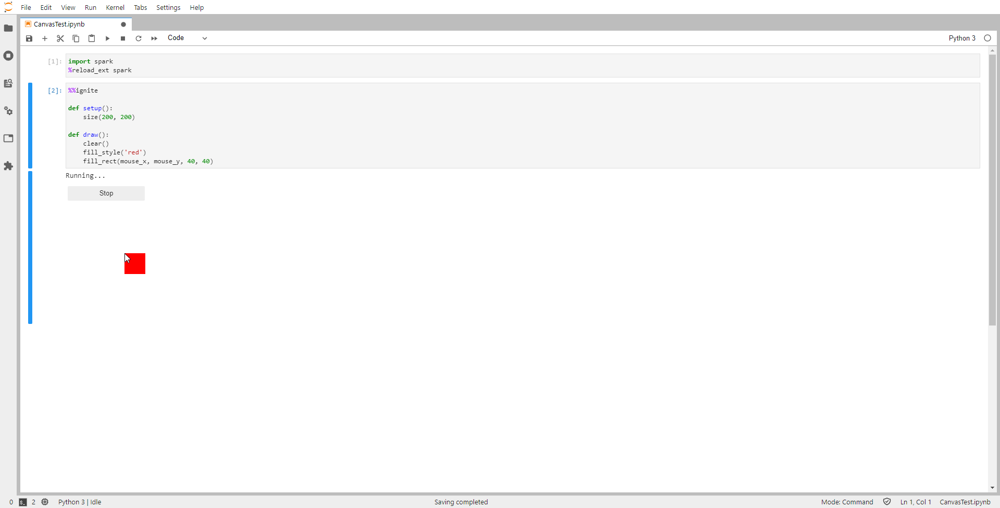 File Edit View Run Kernel Tabs Settings Help
CanvasTest.ipynb
Code
Python 3
[1]: import spark
%reload_ext spark
[2]: %%ignite
def setup():
    size(200, 200)
def draw():
    clear()
    fill_style('red')
    fill_rect(mouse_x, mouse_y, 40, 40)
Running...
Stop
0 $_ 2 Python 3 | Idle Saving completed Mode: Command Ln 1, Col 1 CanvasTest.ipynb